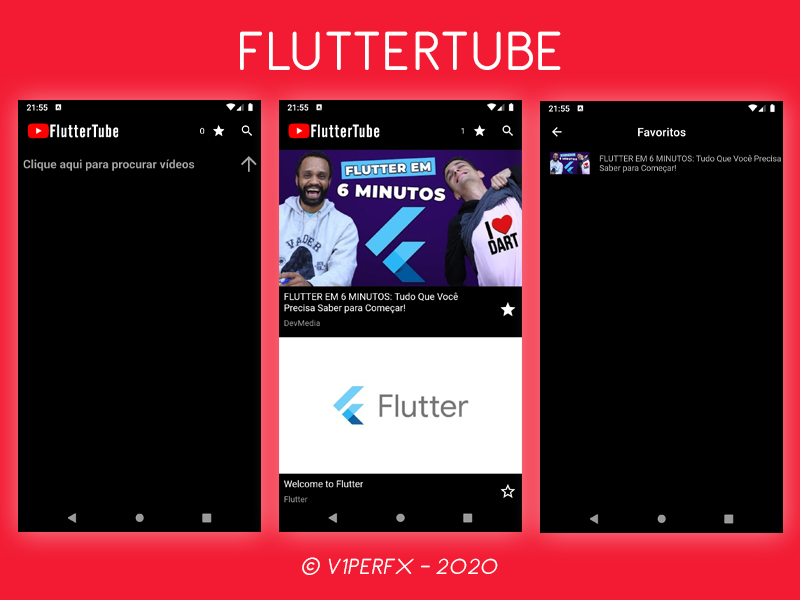 FLUTTERTUBE
21:55
FlutterTube
0
Clique aqui para procurar vídeos
21:55
FlutterTube
1
FLUTTER EM
6 MINUTOS
VADER
I
DART
FLUTTER EM 6 MINUTOS: Tudo Que Você
Precisa Saber para Começar!
DevMedia
Flutter
Welcome to Flutter
Flutter
21:55
Favoritos
FLUTTER EM 6 MINUTOS: Tudo Que Você Precisa
Saber para Começar!
© V1PERFX - 2020